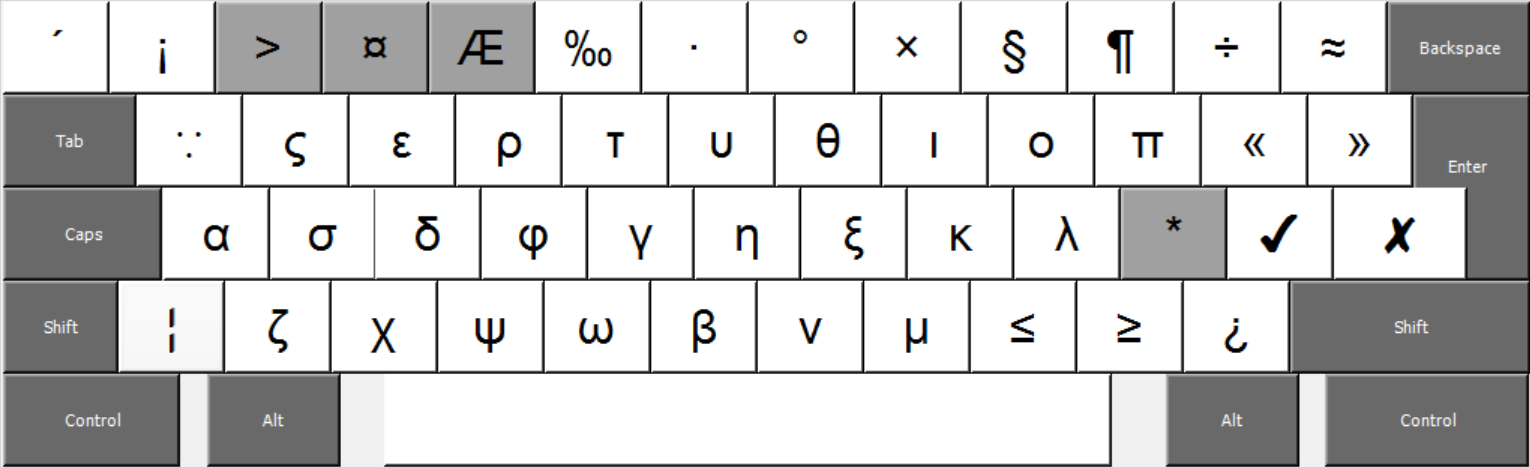 ´ ¡ > ¤ Æ ‰ · ° × § ¶ ÷ ≈ Backspace
Tab ∵ ς ε ρ τ υ θ ι ο π « » Enter
Caps α σ δ φ γ η ξ κ λ * ✔ ✘
Shift ¦ ζ χ ψ ω β ν μ ≤ ≥ ¿ Shift
Control Alt Alt Control